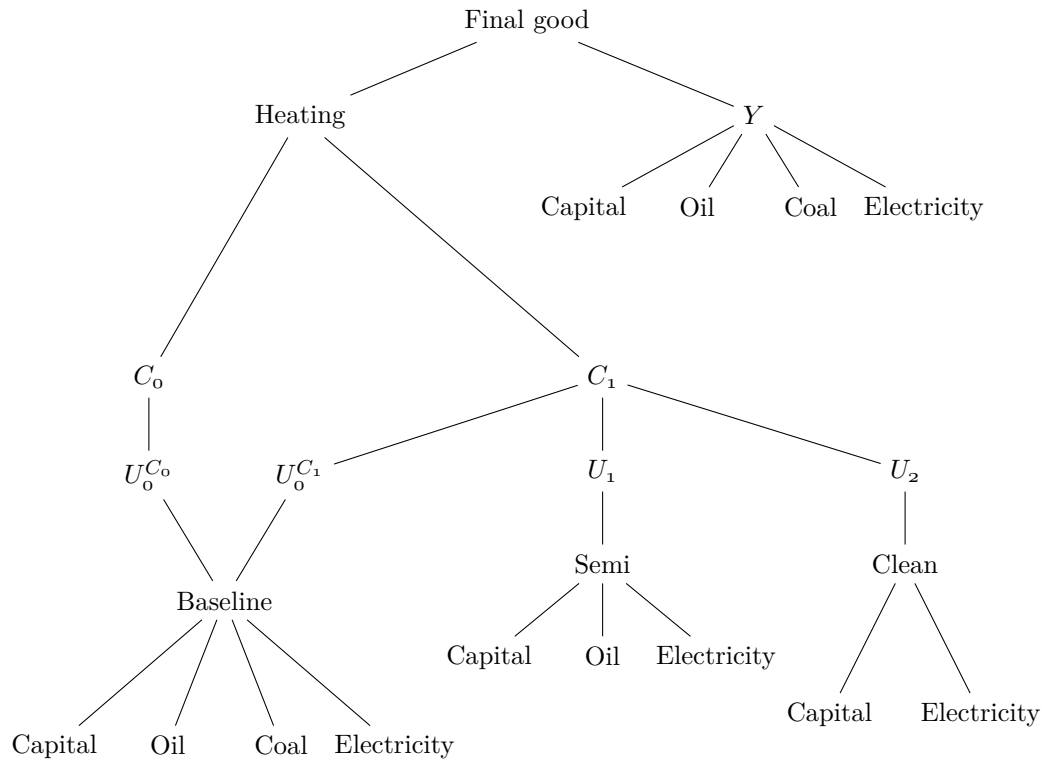 Final good
Heating
Y
Capital Oil Coal Electricity
C₀ C₁
U₀^{C₀} U₀^{C₁} U₁ U₂
Semi Clean
Baseline
Capital Oil Electricity
Capital Electricity
Capital Oil Coal Electricity